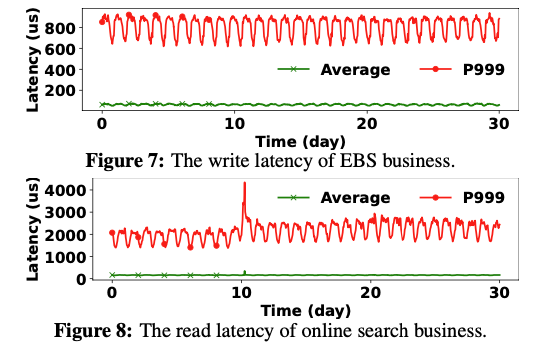 Latency (us)
800
600
400
200
Average
P999
0
10
20
30
Time (day)
Figure 7: The write latency of EBS business.
Latency (us)
4000
3000
2000
1000
0
Average
P999
0
10
20
30
Time (day)
Figure 8: The read latency of online search business.